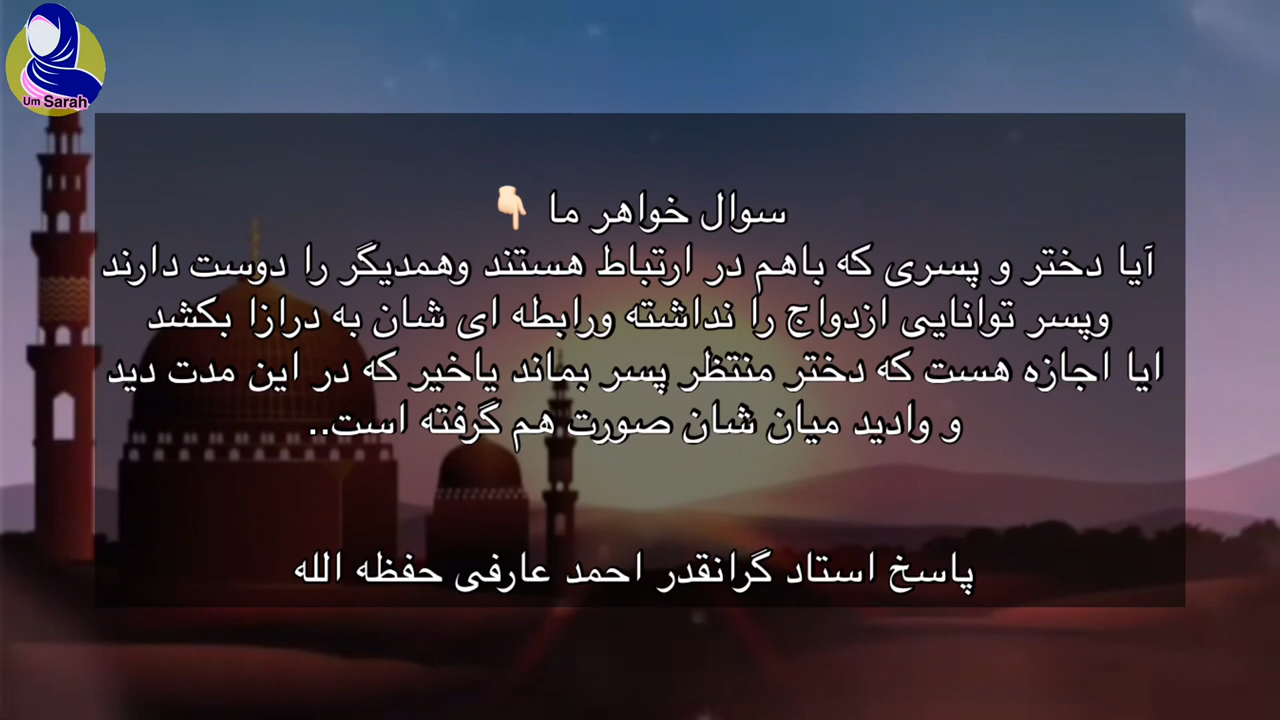 Um Sarah
سوال خواهر ما 👇🏻
آیا دختر و پسری که باهم در ارتباط هستند وهمدیگر را دوست دارند
وپسر توانایی ازدواج را نداشته ورابطه ای شان به درازا بکشد
ایا اجازه هست که دختر منتظر پسر بماند یاخیر که در این مدت دید
و وادید میان شان صورت هم گرفته است..
پاسخ استاد گرانقدر احمد عارفی حفظه الله